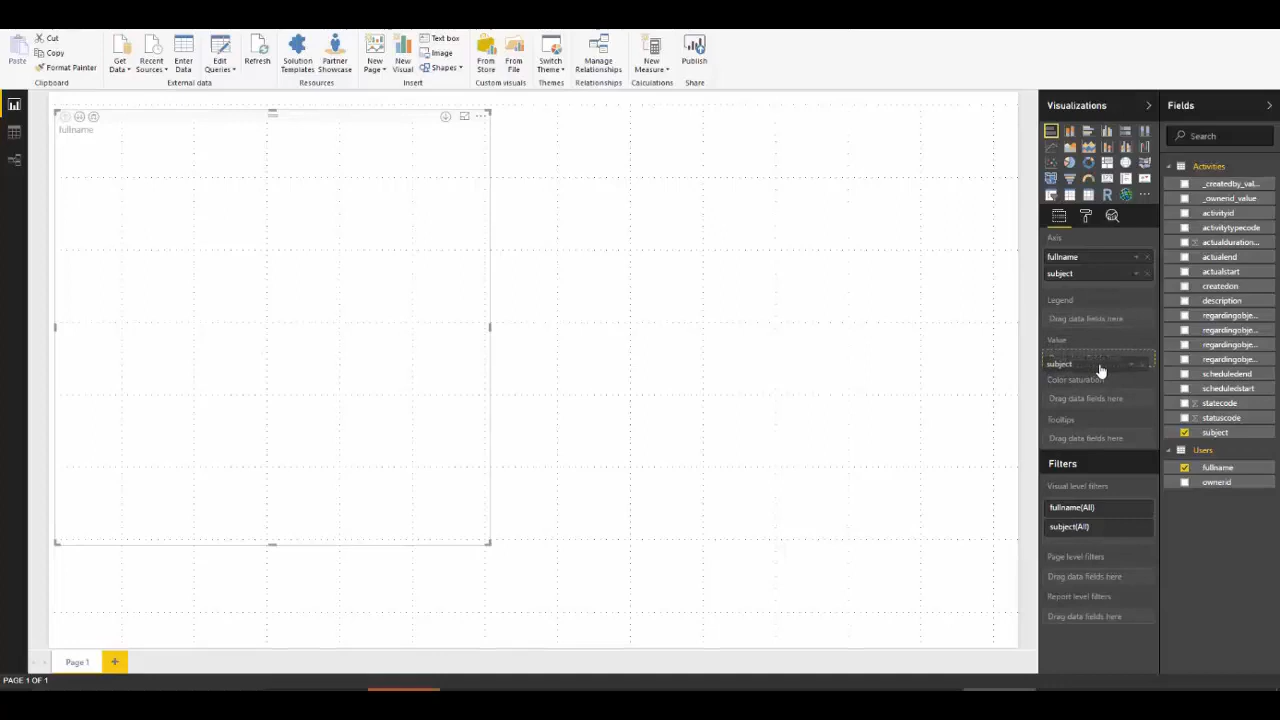 Paste
Cut
Copy
Format Painter
Clipboard
Get Data
Recent Sources
Enter Data
Edit Queries
Refresh
External data
Solution Templates
Partner Showcase
Resources
New Page
New Visual
Text box
Image
Shapes
Insert
From Store
From File
Custom visuals
Switch Theme
Themes
Manage Relationships
Relationships
New Measure
Calculations
Publish
Share
fullname
Visualizations
R
Axis
fullname
subject
Legend
Drag data fields here
Value
subject
Color saturation
Drag data fields here
Tooltips
Drag data fields here
Filters
Visual level filters
fullname(All)
subject(All)
Page level filters
Drag data fields here
Report level filters
Drag data fields here
Fields
Search
Activities
_createdby_val...
_ownerid_value
activityid
activitytypecode
actualduration...
actualend
actualstart
createdon
description
regardingobje...
regardingobje...
regardingobje...
regardingobje...
scheduledend
scheduledstart
statecode
statuscode
subject
Users
fullname
ownerid
Page 1
PAGE 1 OF 1